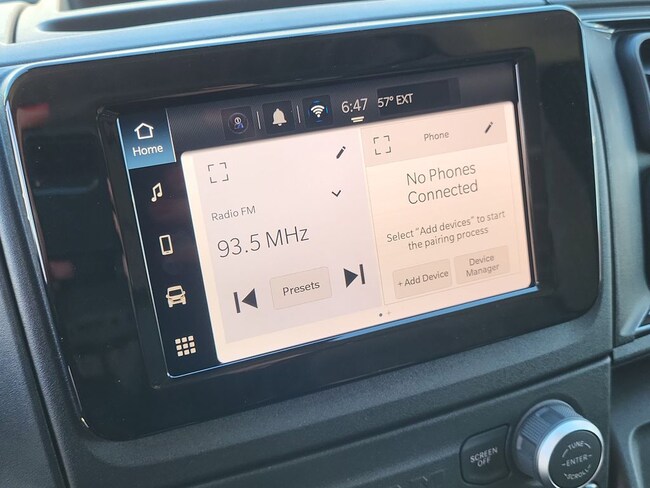 6:47 57° EXT
Home
Radio FM
93.5 MHz
Presets
Phone
No Phones
Connected
Select "Add devices" to start
the pairing process
+ Add Device
Device
Manager
SCREEN
OFF
TUNE
ENTER
SCROLL